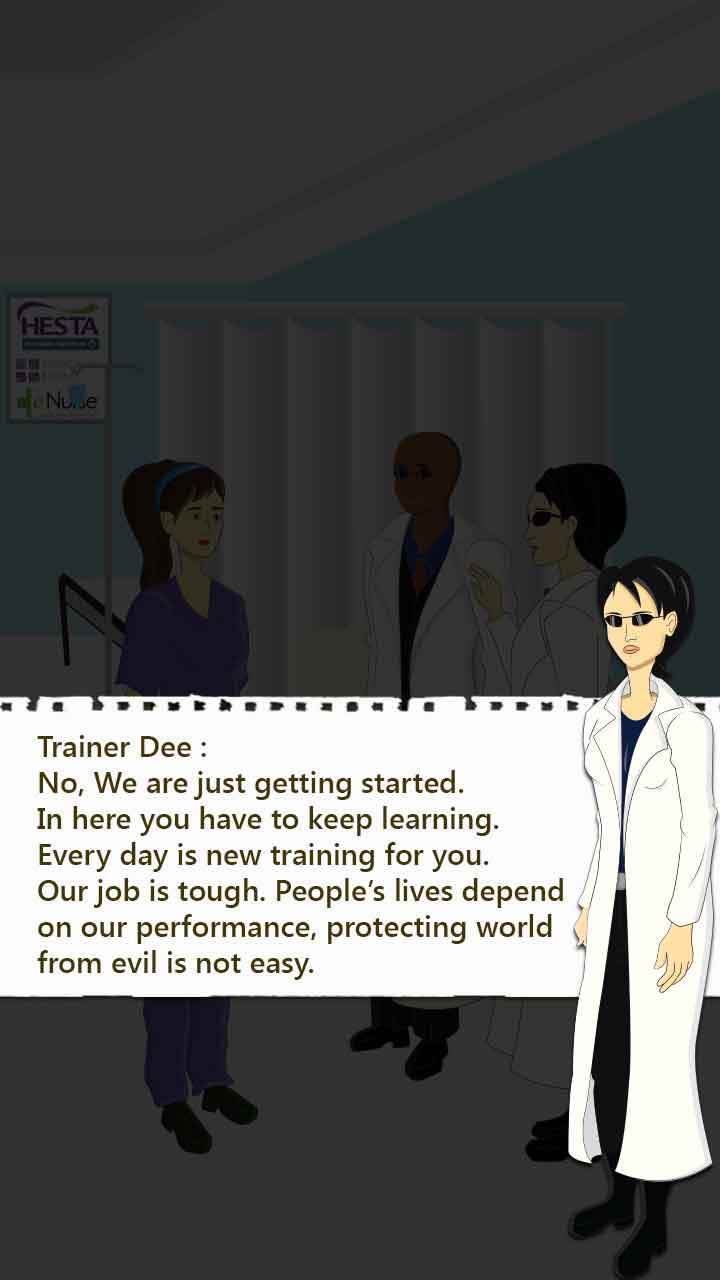 HESTA
eNurse
Trainer Dee :
No, We are just getting started.
In here you have to keep learning.
Every day is new training for you.
Our job is tough. People’s lives depend
on our performance, protecting world
from evil is not easy.